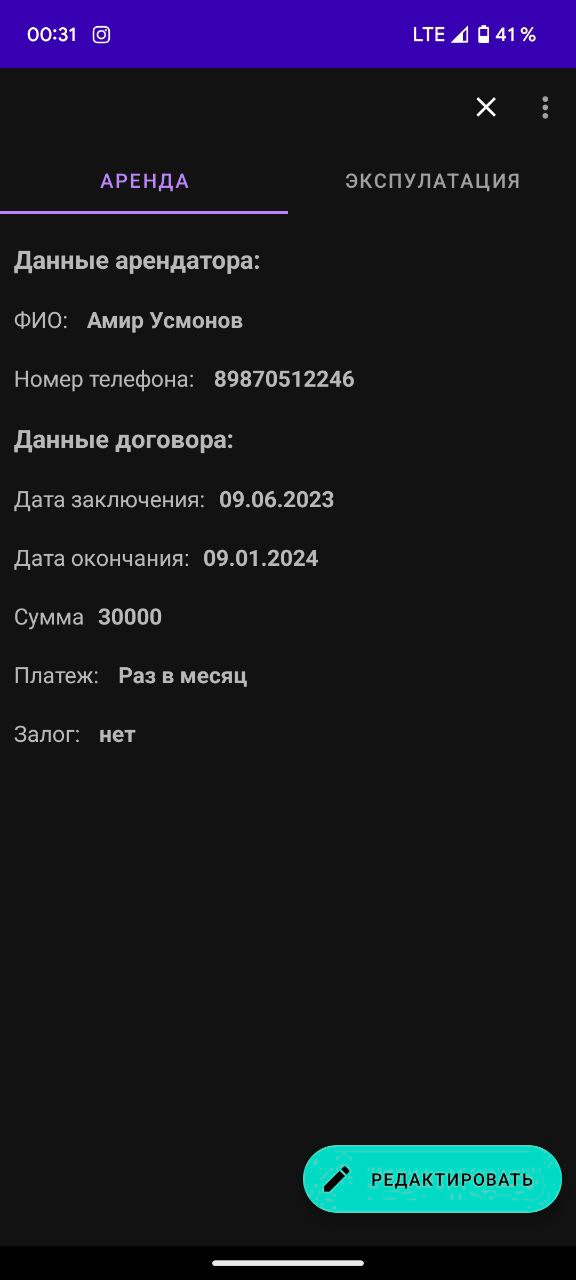 00:31 LTE 41 %
АРЕНДА ЭКСПУЛАТАЦИЯ
Данные арендатора:
ФИО: Амир Усмонов
Номер телефона: 89870512246
Данные договора:
Дата заключения: 09.06.2023
Дата окончания: 09.01.2024
Сумма 30000
Платеж: Раз в месяц
Залог: нет
РЕДАКТИРОВАТЬ